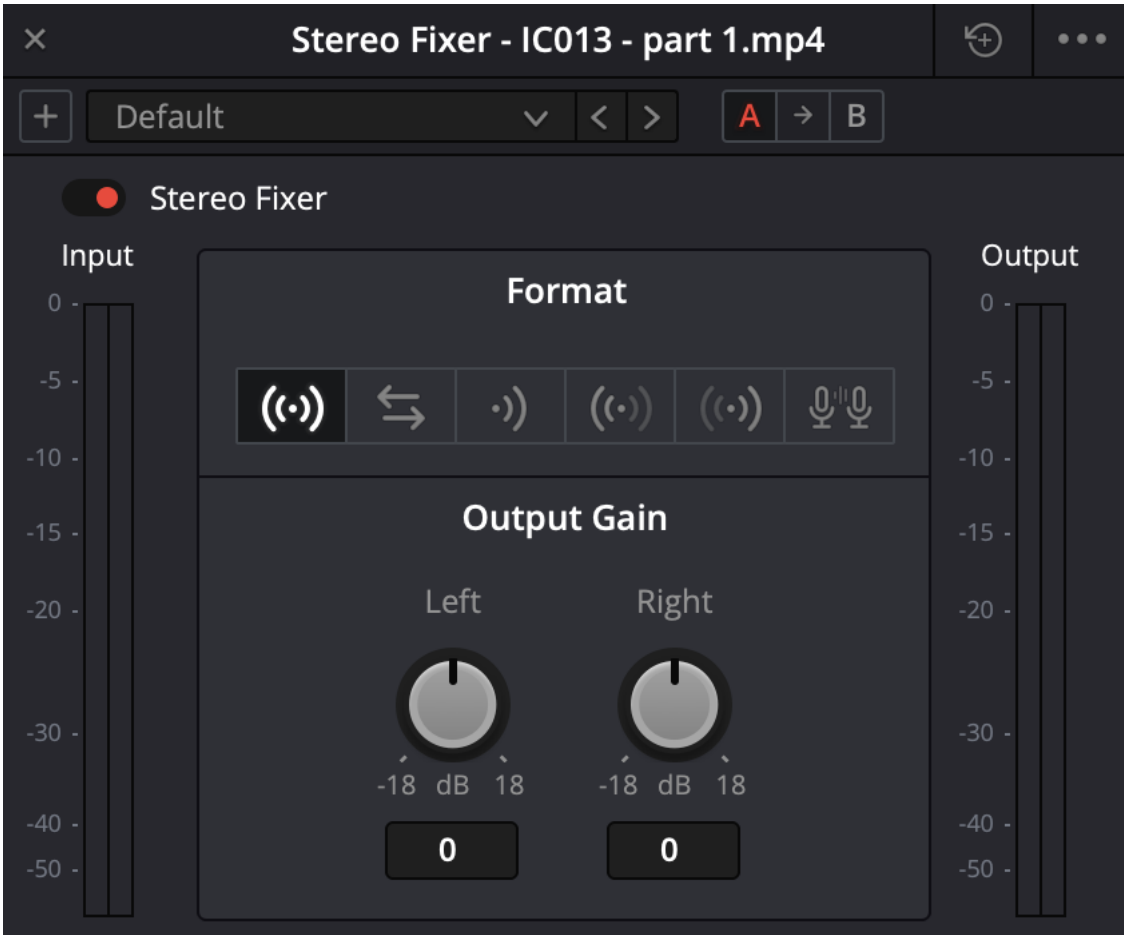 Stereo Fixer - IC013 - part 1.mp4
Default
A
B
Stereo Fixer
Input
Output
Format
0 -
-5 -
-10 -
-15 -
-20 -
-30 -
-40 -
-50 -
Output Gain
Left
Right
-18 dB 18
-18 dB 18
0
0
0 -
-5 -
-10 -
-15 -
-20 -
-30 -
-40 -
-50 -